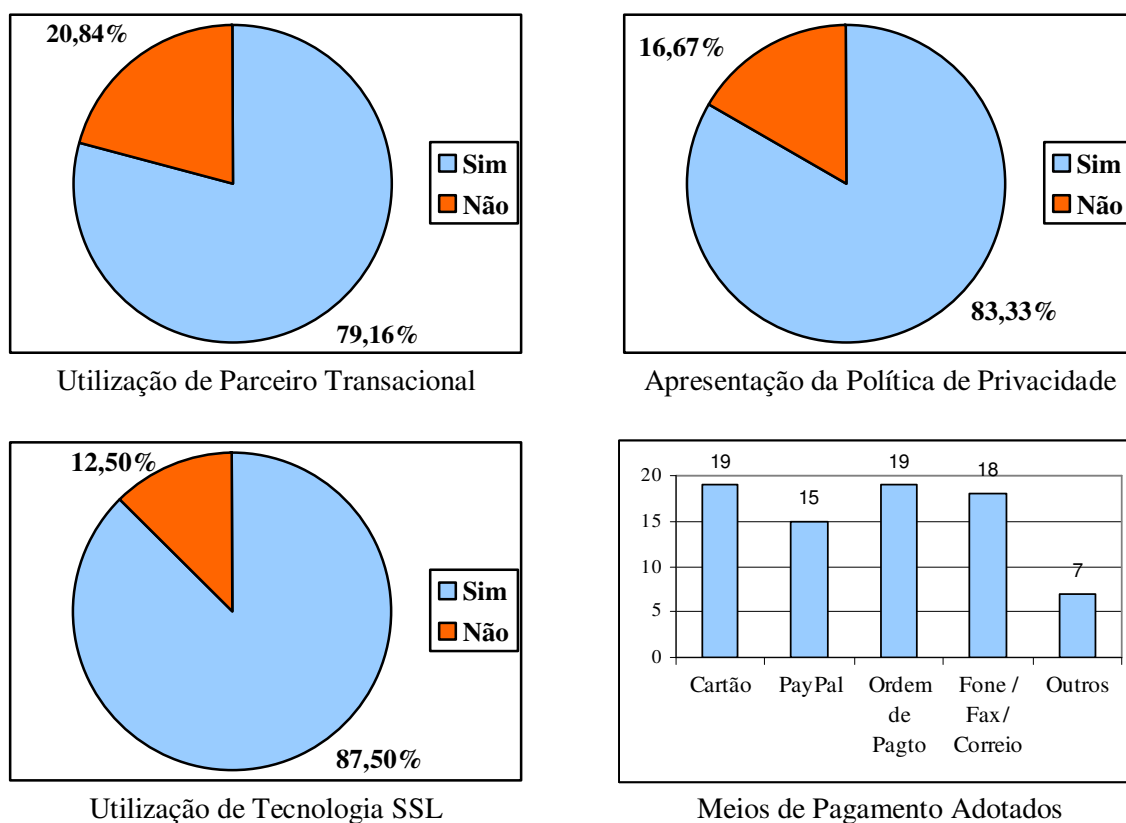 20,84%
Sim
Não
79,16%
Utilização de Parceiro Transacional
16,67%
Sim
Não
83,33%
Apresentação da Política de Privacidade
12,50%
Sim
Não
87,50%
Utilização de Tecnologia SSL
19
15
19
18
7
20
15
10
5
0
Cartão
PayPal
Ordem
de
Pagto
Fone /
Fax/
Correio
Outros
Meios de Pagamento Adotados